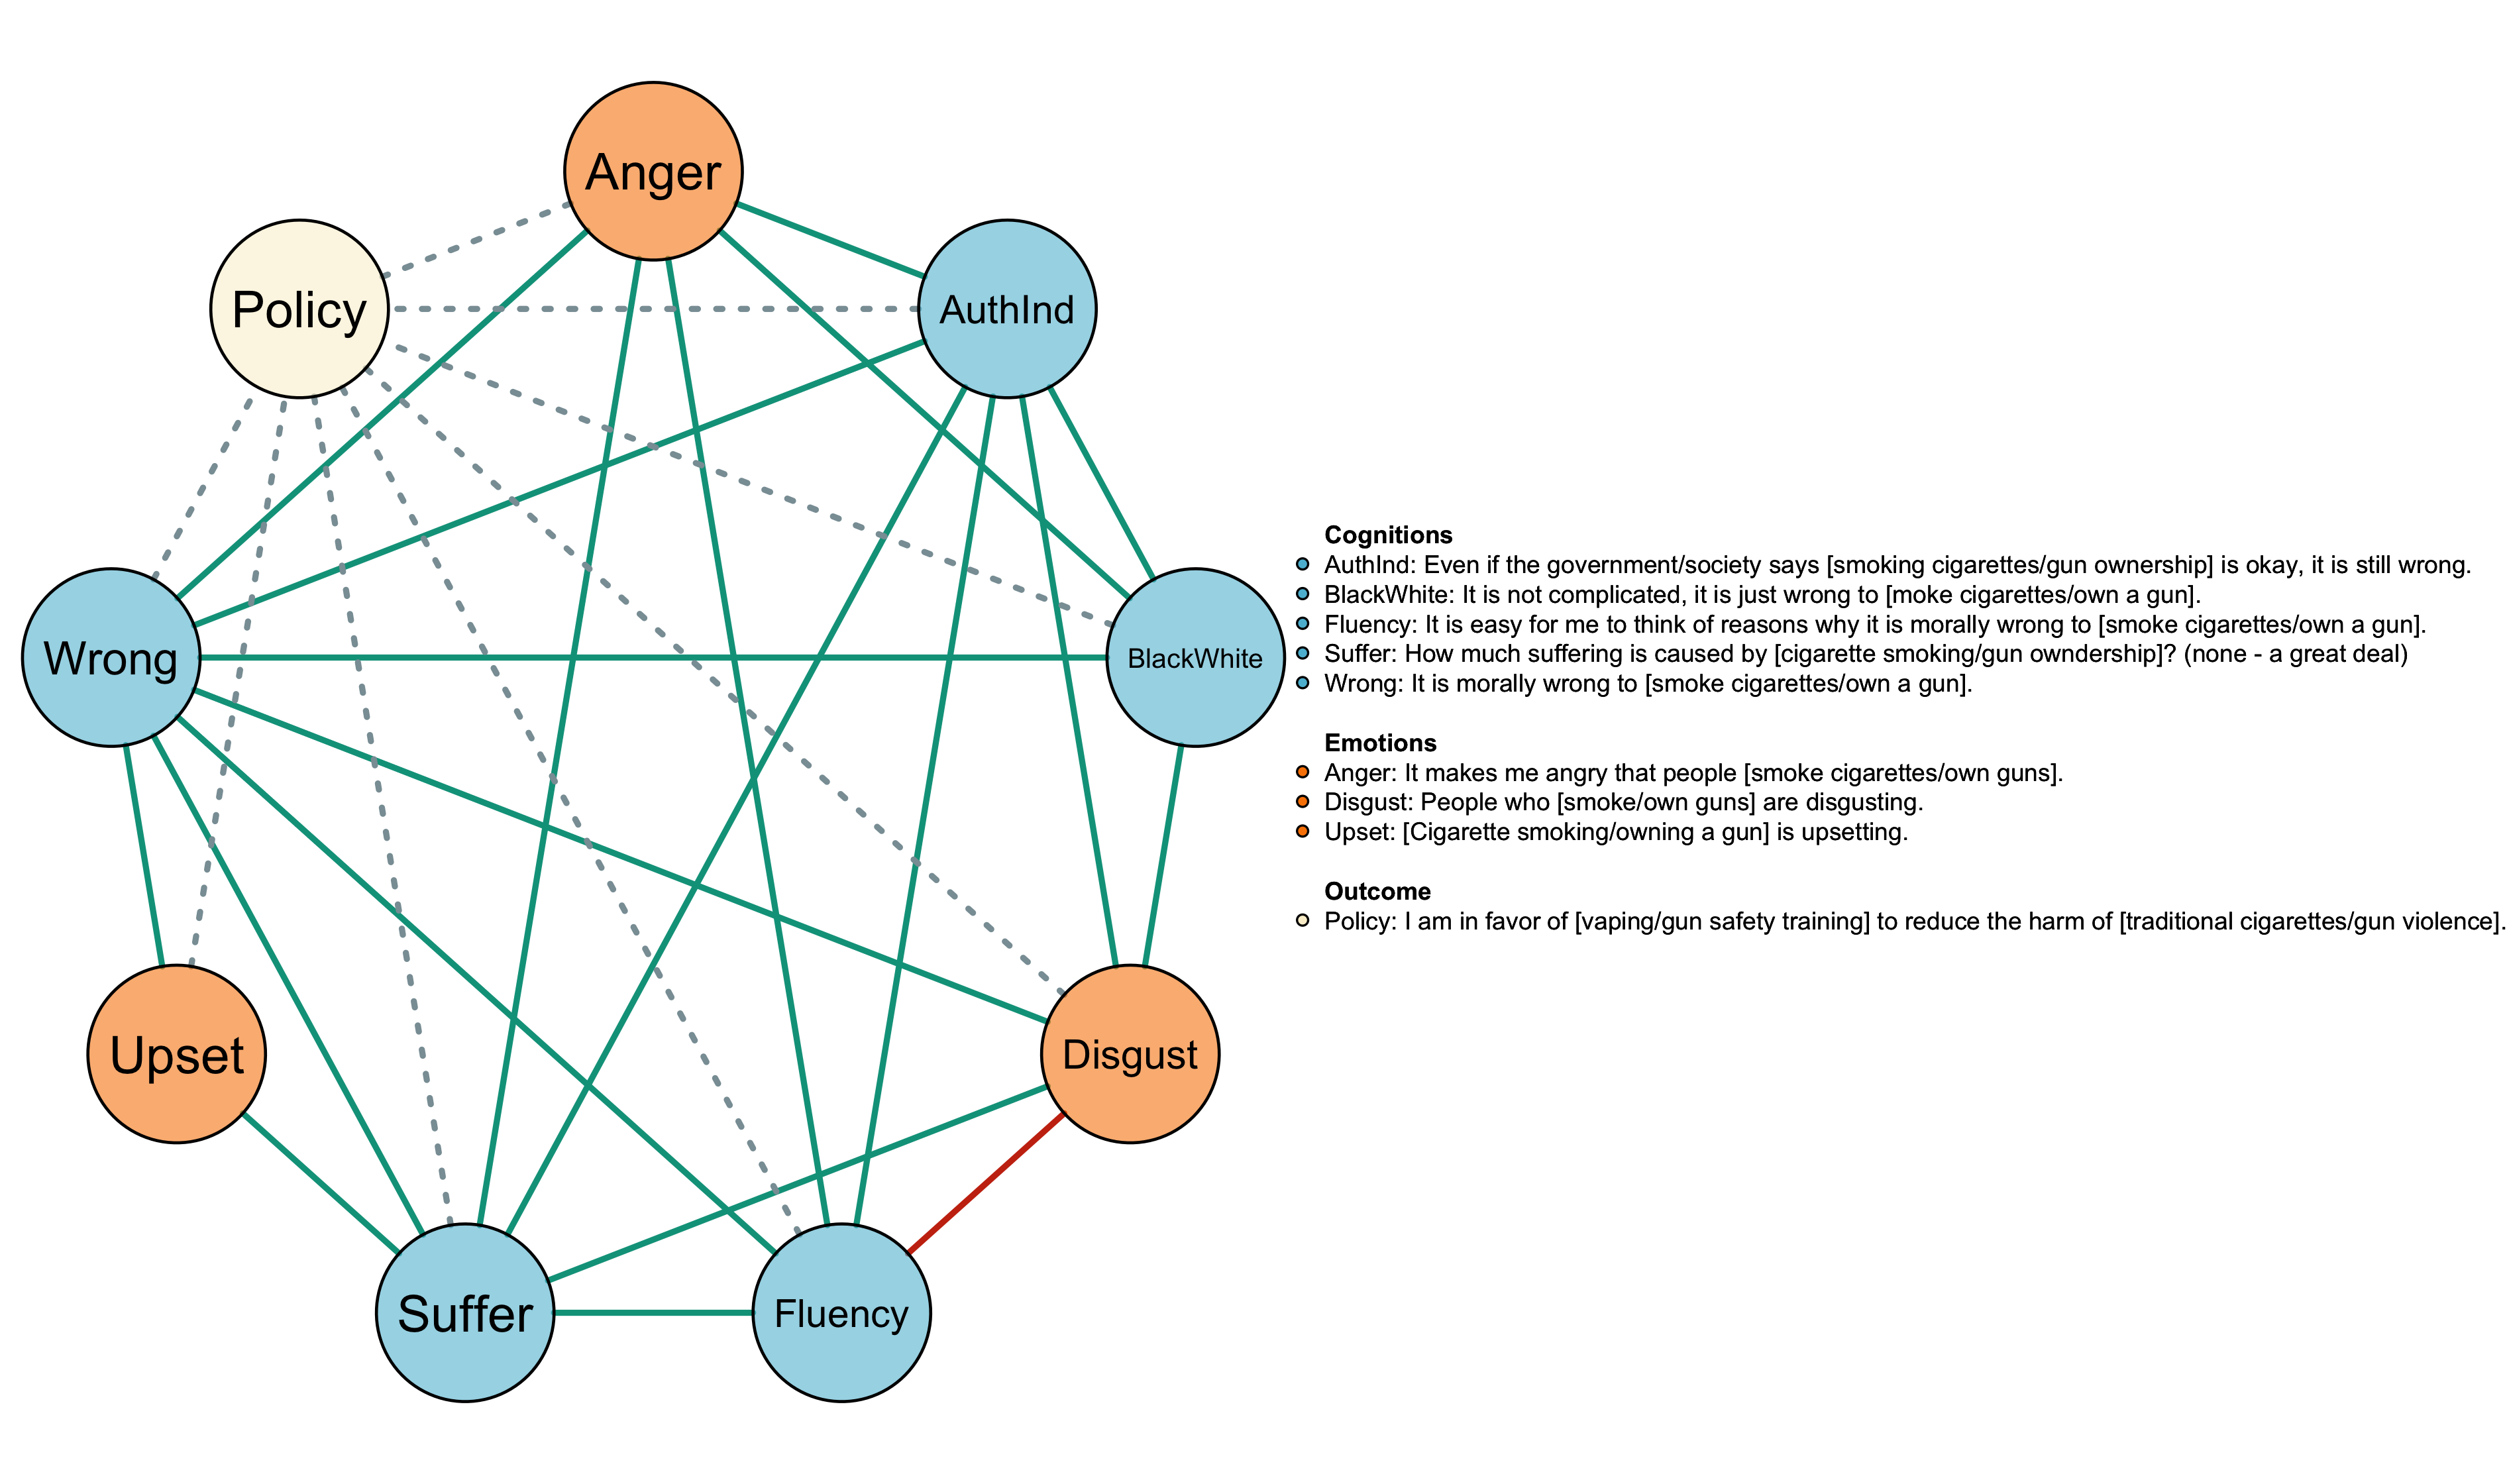 Anger
Policy
AuthInd
Wrong
BlackWhite
Upset
Disgust
Suffer
Fluency
Cognitions
AuthInd: Even if the government/society says [smoking cigarettes/gun ownership] is okay, it is still wrong.
BlackWhite: It is not complicated, it is just wrong to [moke cigarettes/own a gun].
Fluency: It is easy for me to think of reasons why it is morally wrong to [smoke cigarettes/own a gun].
Suffer: How much suffering is caused by [cigarette smoking/gun owndership]? (none - a great deal)
Wrong: It is morally wrong to [smoke cigarettes/own a gun].
Emotions
Anger: It makes me angry that people [smoke cigarettes/own guns].
Disgust: People who [smoke/own guns] are disgusting.
Upset: [Cigarette smoking/owning a gun] is upsetting.
Outcome
Policy: I am in favor of [vaping/gun safety training] to reduce the harm of [traditional cigarettes/gun violence].